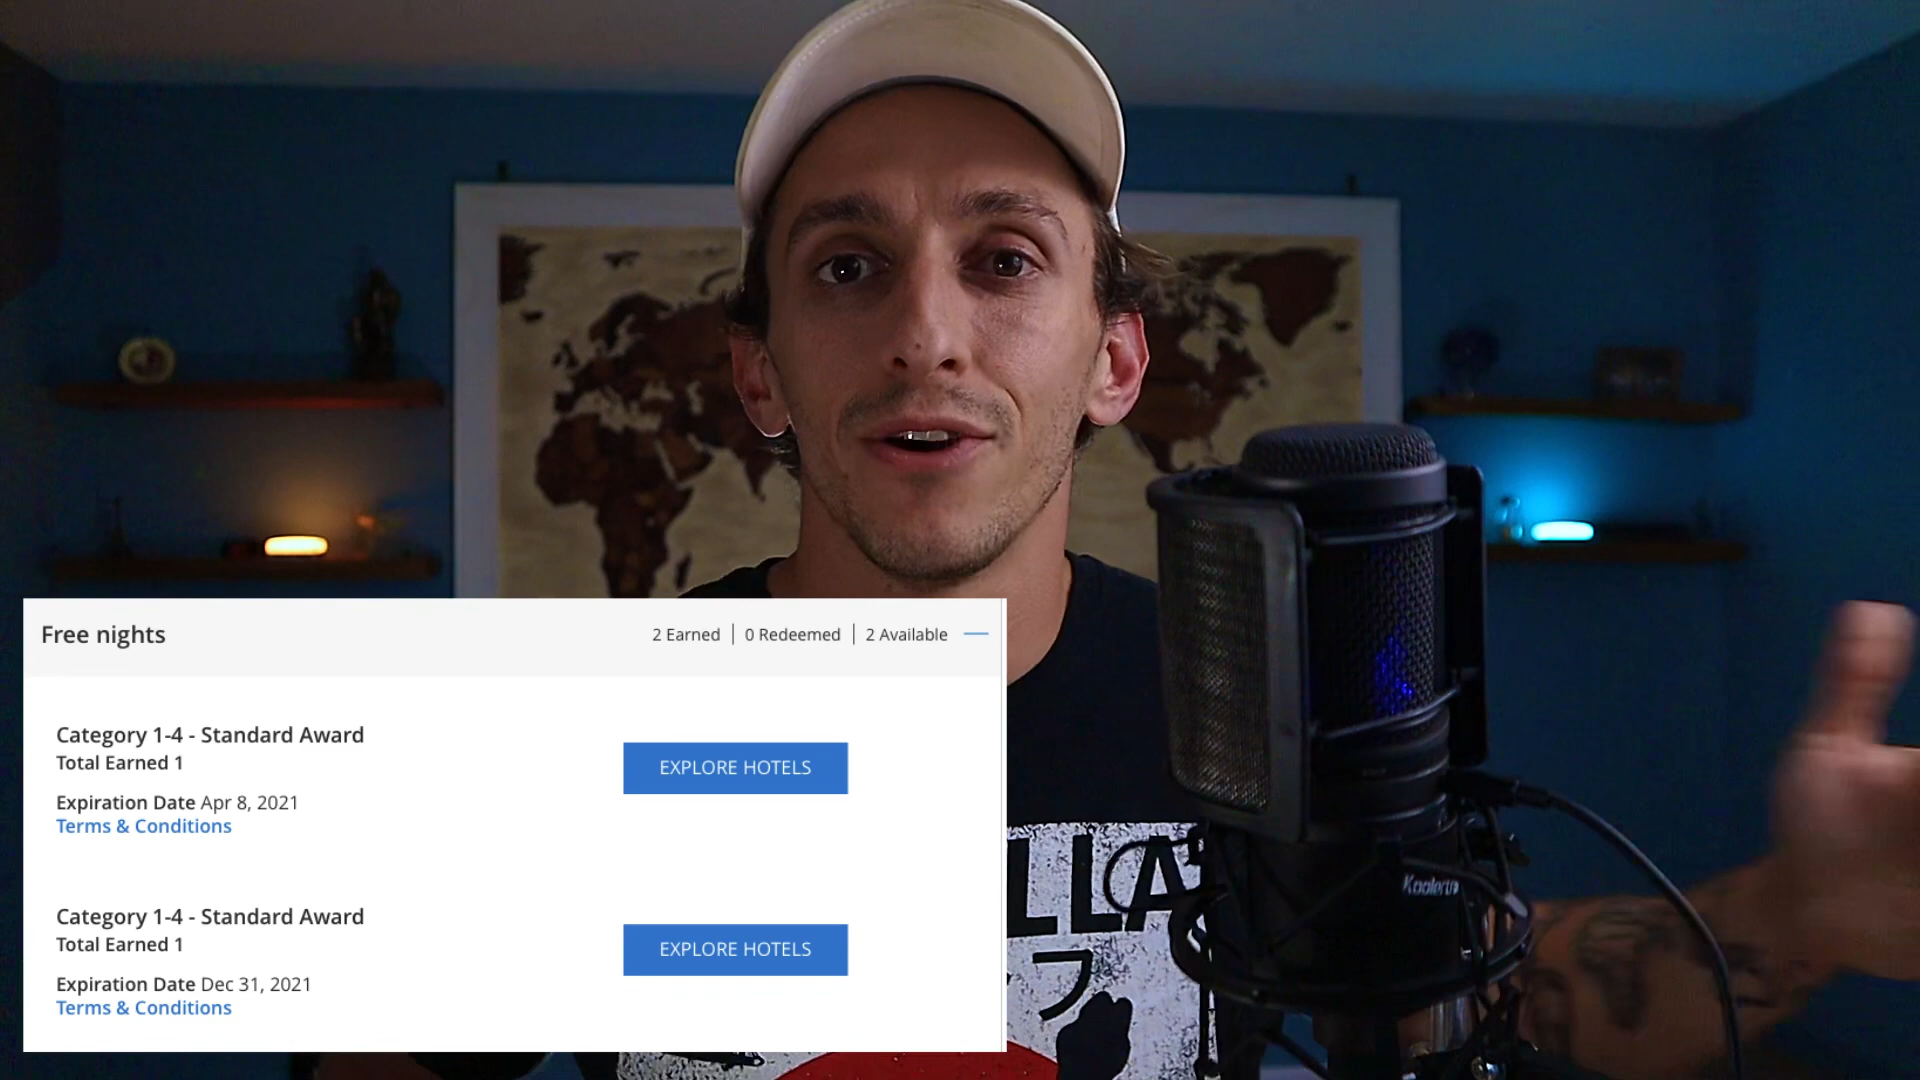 Free nights
2 Earned | 0 Redeemed | 2 Available
Category 1-4 - Standard Award
Total Earned 1
EXPLORE HOTELS
Expiration Date Apr 8, 2021
Terms & Conditions
Category 1-4 - Standard Award
Total Earned 1
EXPLORE HOTELS
Expiration Date Dec 31, 2021
Terms & Conditions
LLA